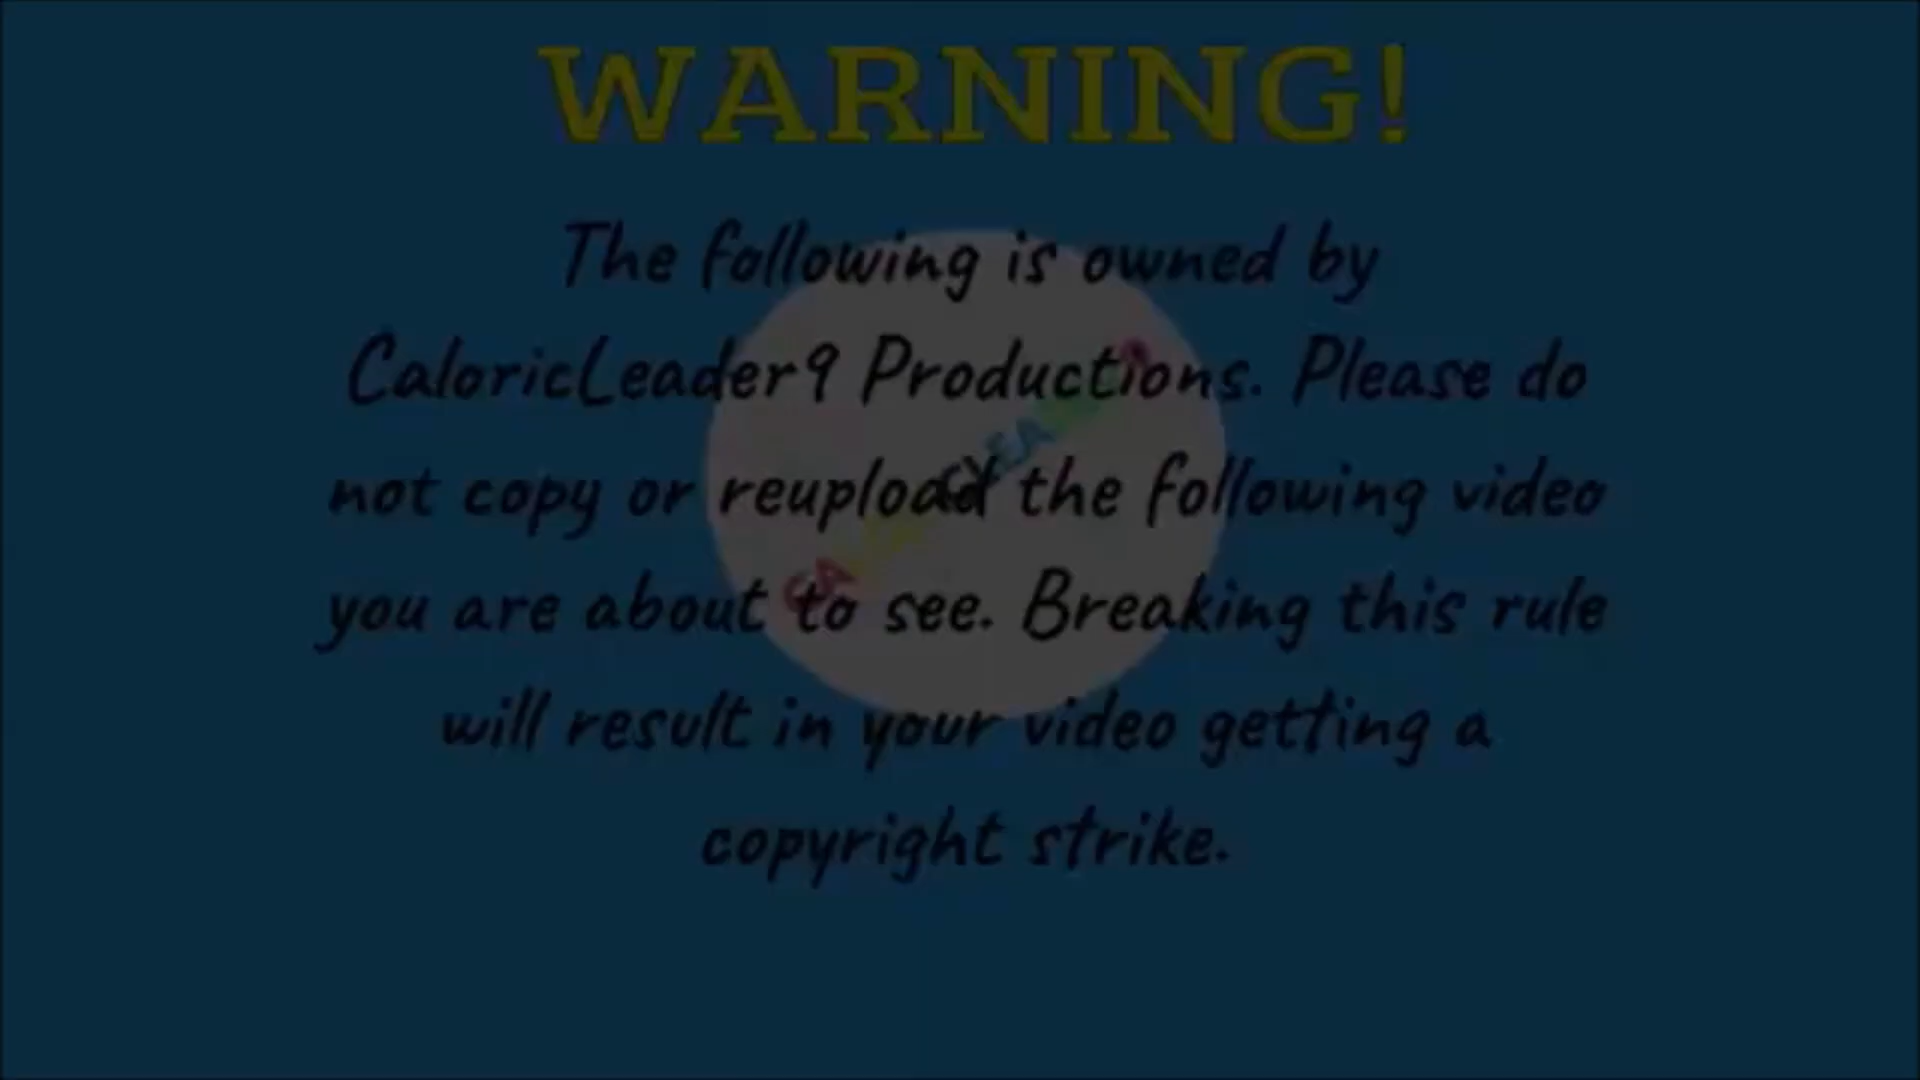 WARNING!
The following is owned by
CaloricLeader9 Productions. Please do
not copy or reupload the following video
you are about to see. Breaking this rule
will result in your video getting a
copyright strike.